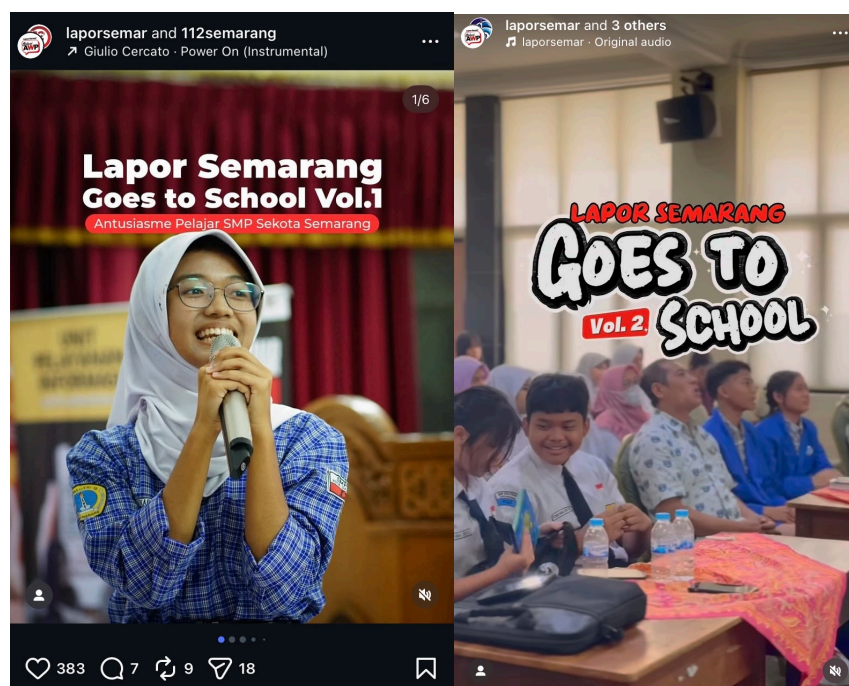 laporsemar and 112semarang
Giulio Cercato · Power On (Instrumental)
1/6
Lapor Semarang
Goes to School Vol.1
Antusiasme Pelajar SMP Sekota Semarang
383 7 9 18
laporsemar and 3 others
laporsemar · Original audio
LAPOR SEMARANG
GOES TO
Vol. 2 SCHOOL